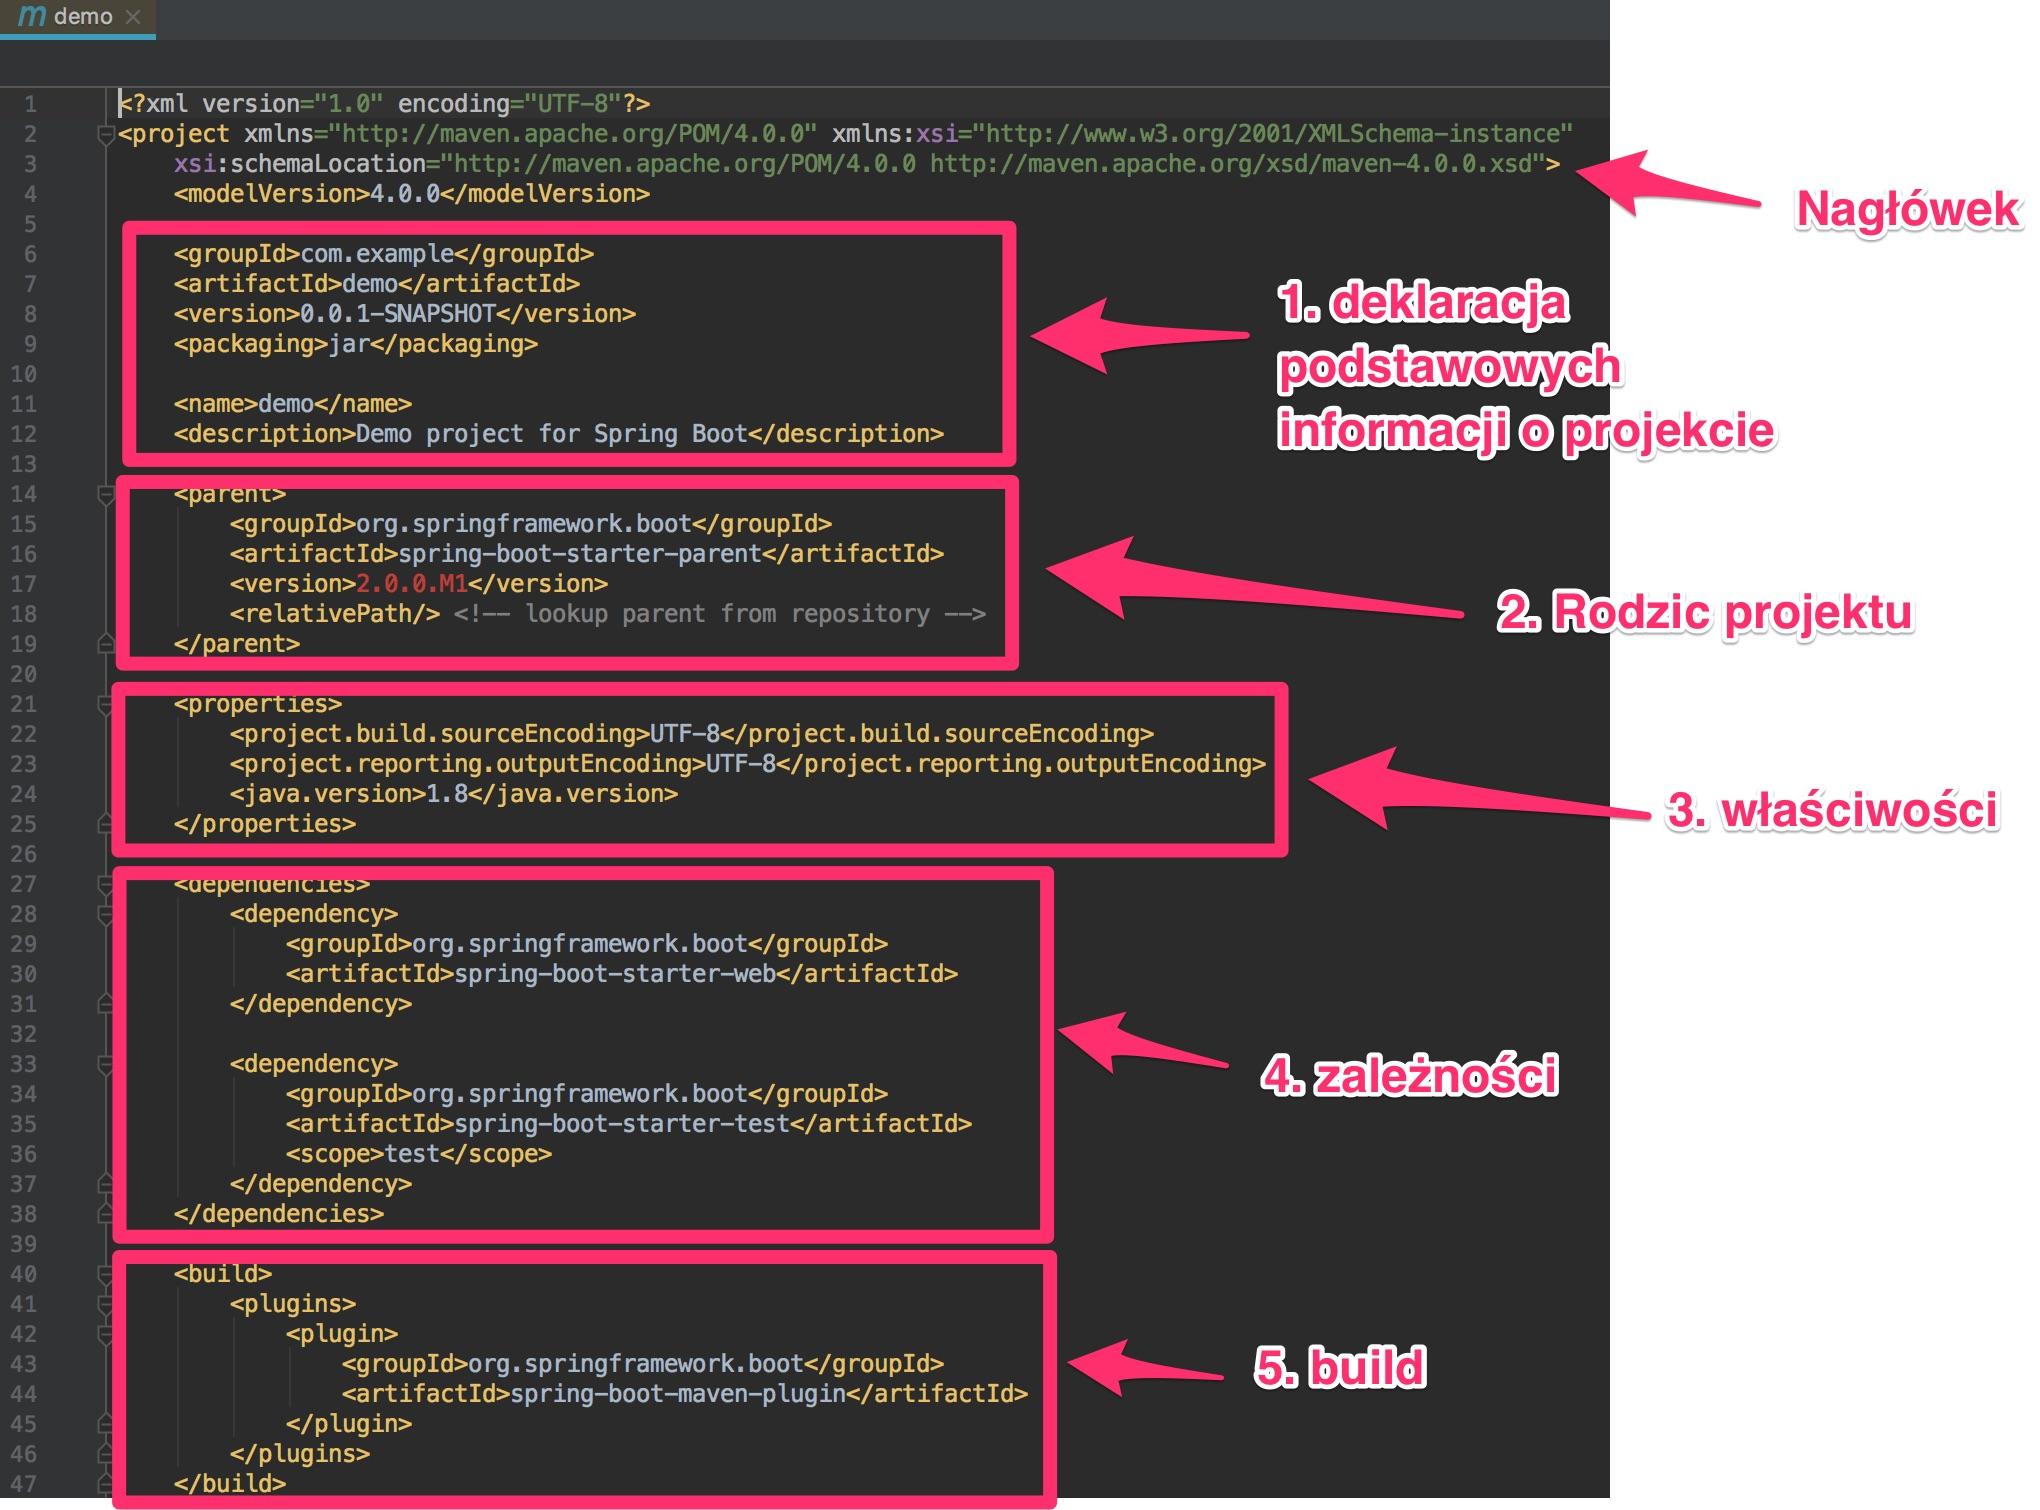 m demo
1 <?xml version="1.0" encoding="UTF-8"?>
2 <project xmlns="http://maven.apache.org/POM/4.0.0" xmlns:xsi="http://www.w3.org/2001/XMLSchema-instance"
3 xsi:schemaLocation="http://maven.apache.org/POM/4.0.0 http://maven.apache.org/xsd/maven-4.0.0.xsd">
Nagłówek
4 <modelVersion>4.0.0</modelVersion>
5
6 <groupId>com.example</groupId>
7 <artifactId>demo</artifactId>
8 <version>0.0.1-SNAPSHOT</version>
9 <packaging>jar</packaging>
10
11 <name>demo</name>
12 <description>Demo project for Spring Boot</description>
1. deklaracja
podstawowych
informacji o projekcie
13
14 <parent>
15 <groupId>org.springframework.boot</groupId>
16 <artifactId>spring-boot-starter-parent</artifactId>
17 <version>2.0.0.M1</version>
18 <relativePath/> <!-- lookup parent from repository -->
19 </parent>
2. Rodzic projektu
20
21 <properties>
22 <project.build.sourceEncoding>UTF-8</project.build.sourceEncoding>
23 <project.reporting.outputEncoding>UTF-8</project.reporting.outputEncoding>
24 <java.version>1.8</java.version>
25 </properties>
3. właściwości
26
27 <dependencies>
28 <dependency>
29 <groupId>org.springframework.boot</groupId>
30 <artifactId>spring-boot-starter-web</artifactId>
31 </dependency>
32
33 <dependency>
34 <groupId>org.springframework.boot</groupId>
35 <artifactId>spring-boot-starter-test</artifactId>
36 <scope>test</scope>
37 </dependency>
38 </dependencies>
4. zależności
39
40 <build>
41 <plugins>
42 <plugin>
43 <groupId>org.springframework.boot</groupId>
44 <artifactId>spring-boot-maven-plugin</artifactId>
45 </plugin>
46 </plugins>
47 </build>
5. build